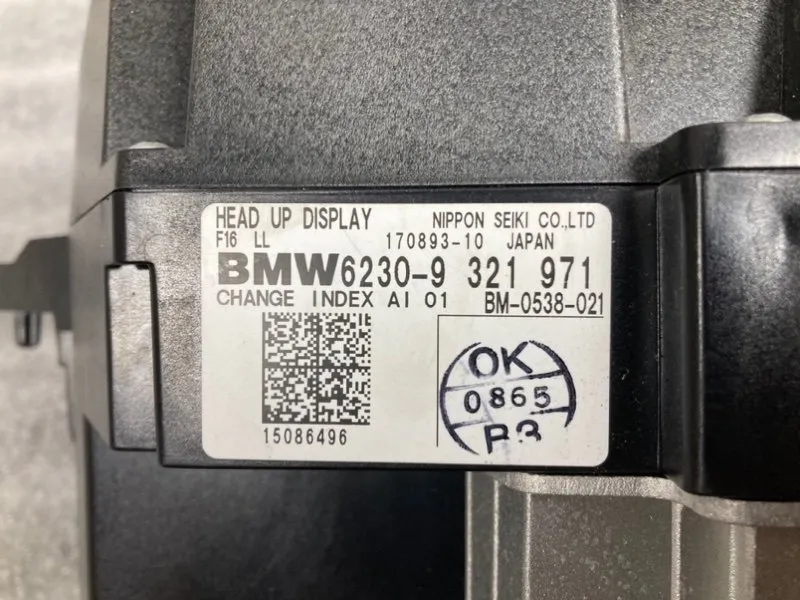 HEAD UP DISPLAY NIPPON SEIKI CO.,LTD
F16 LL 170893-10 JAPAN
BMW 6230-9 321 971
CHANGE INDEX AI 01 BM-0538-021
15086496
OK
0865
B3